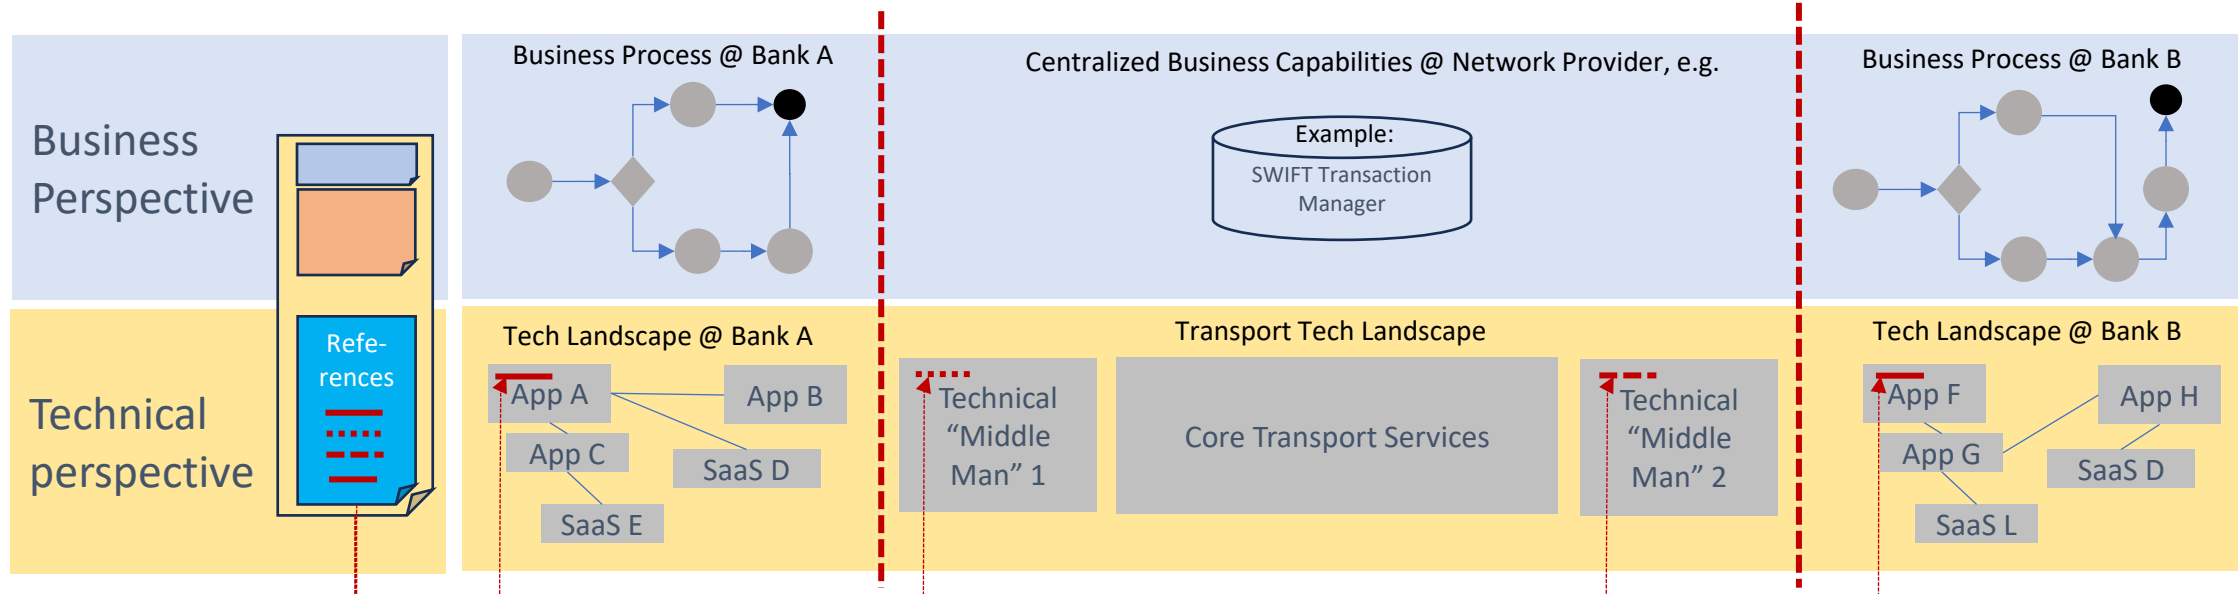 Business
Perspective
Refe-
rences
Technical
perspective
Business Process @ Bank A
Centralized Business Capabilities @ Network Provider, e.g.
Example:
SWIFT Transaction
Manager
Business Process @ Bank B
Tech Landscape @ Bank A
App A
App B
App C
SaaS D
SaaS E
Transport Tech Landscape
Technical
“Middle
Man” 1
Core Transport Services
Technical
“Middle
Man” 2
Tech Landscape @ Bank B
App F
App H
App G
SaaS D
SaaS L